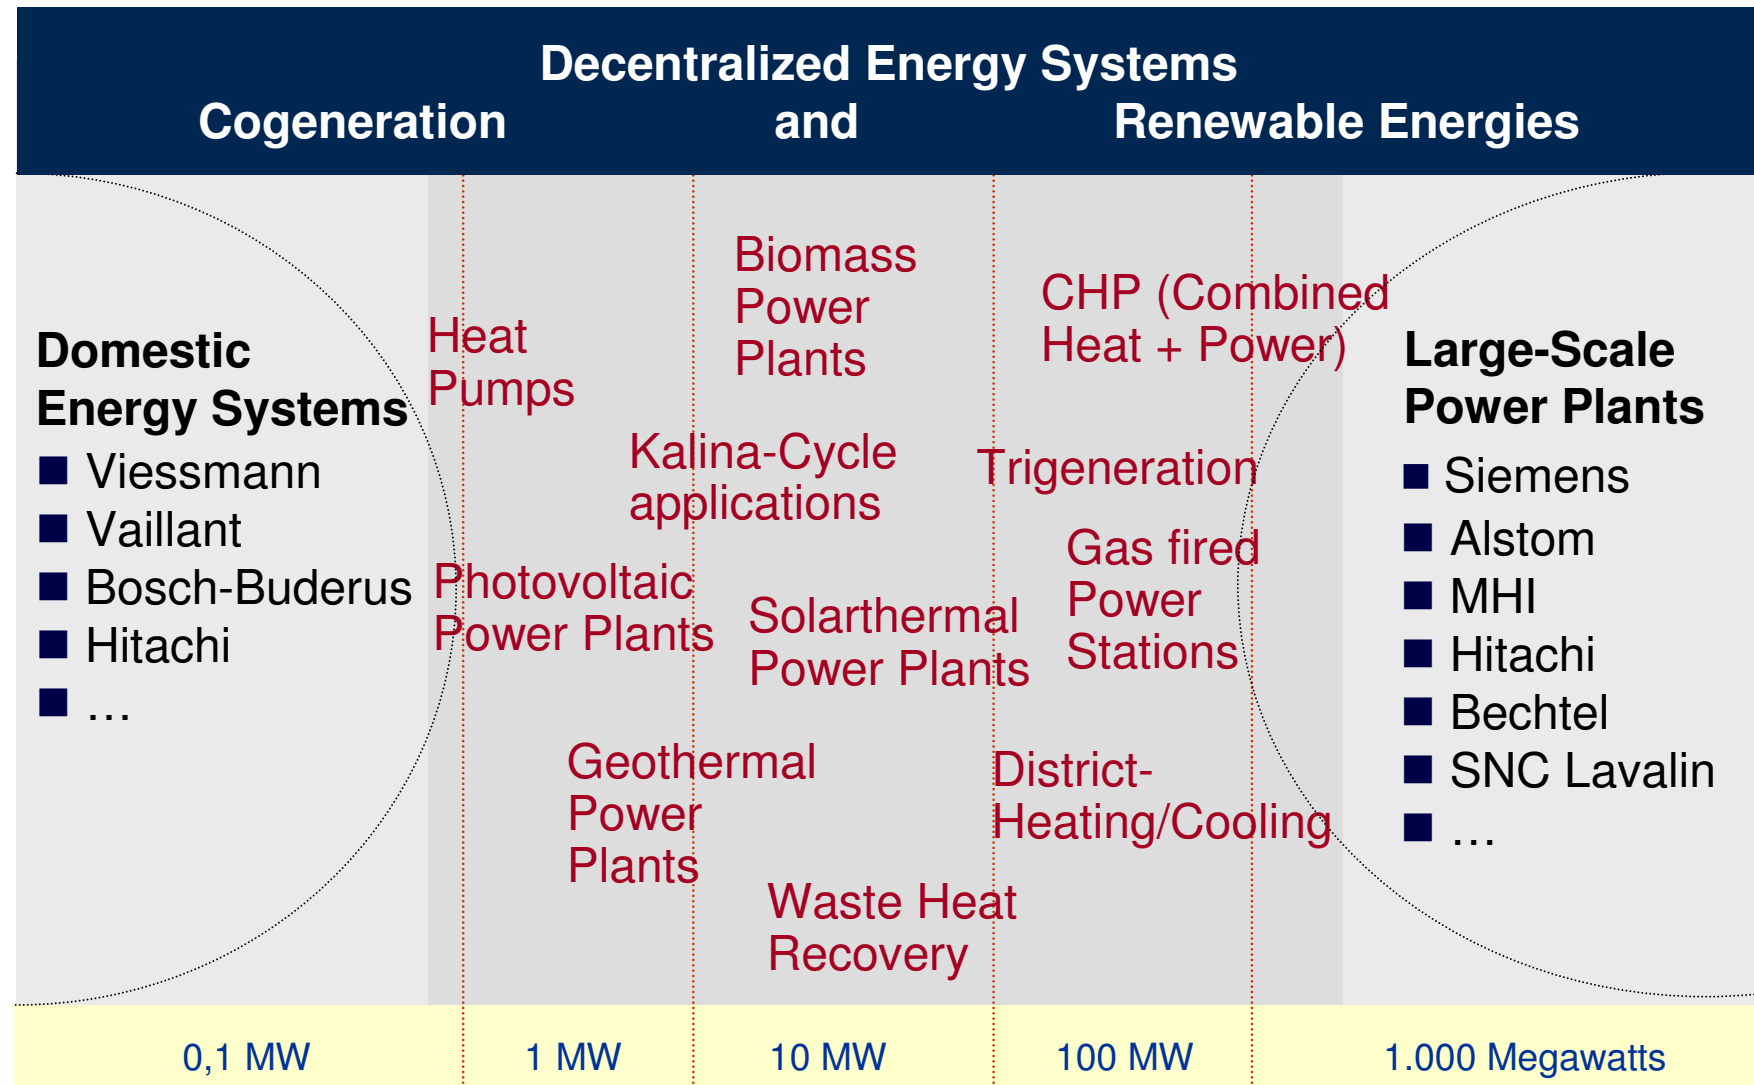 Decentralized Energy Systems
Cogeneration and Renewable Energies
Domestic
Energy Systems
Viessmann
Vaillant
Bosch-Buderus
Hitachi
…
Heat
Pumps
Biomass
Power
Plants
CHP (Combined
Heat + Power)
Kalina-Cycle
applications
Trigeneration
Photovoltaic
Power Plants
Solarthermal
Power Plants
Gas fired
Power
Stations
Geothermal
Power
Plants
District-
Heating/Cooling
Waste Heat
Recovery
Large-Scale
Power Plants
Siemens
Alstom
MHI
Hitachi
Bechtel
SNC Lavalin
…
0,1 MW
1 MW
10 MW
100 MW
1.000 Megawatts